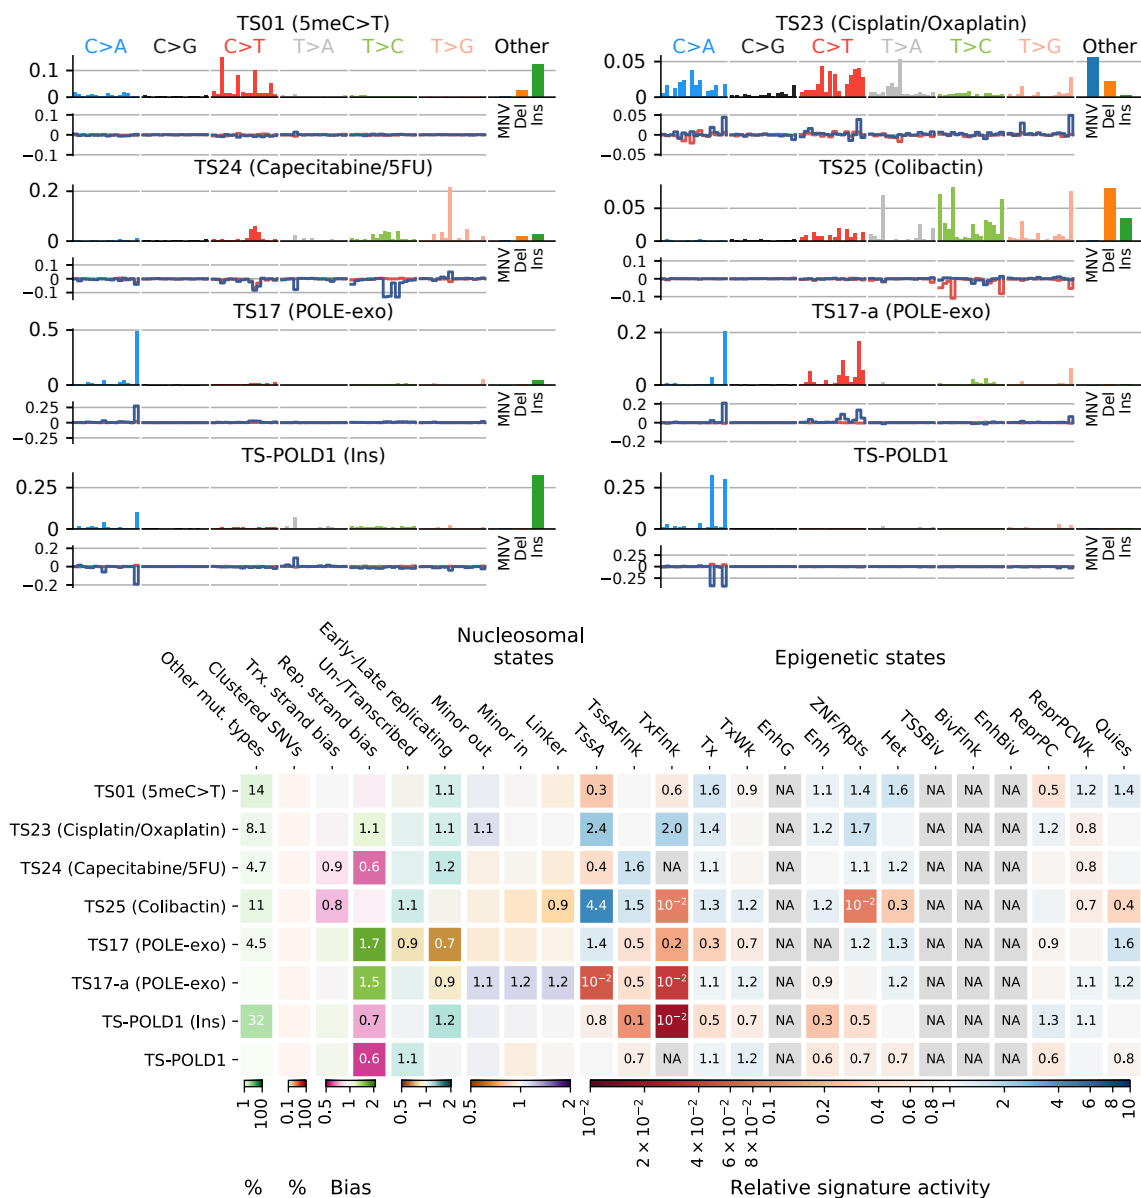 TS01 (5meC>T)
C>A C>G C>T T>A T>C T>G Other
0.1
0
0.1
0
−0.1
MNV
Del
Ins
TS23 (Cisplatin/Oxaplatin)
C>A C>G C>T T>A T>C T>G Other
0.05
0
0.05
0
−0.05
MNV
Del
Ins
TS24 (Capecitabine/5FU)
0.2
0
0.1
0
−0.1
MNV
Del
Ins
TS25 (Colibactin)
0.05
0
0.1
0
−0.1
MNV
Del
Ins
TS17 (POLE-exo)
0.5
0
0.25
0
−0.25
MNV
Del
Ins
TS17-a (POLE-exo)
0.2
0
0.2
0
−0.2
MNV
Del
Ins
TS-POLD1 (Ins)
0.25
0
0.2
0
−0.2
MNV
Del
Ins
TS-POLD1
0.25
0
0.25
0
−0.25
MNV
Del
Ins
Nucleosomal
states
Epigenetic states
Other mut. types
Clustered SNVs
Trx. strand bias
Rep. strand bias
Un-/Transcribed
Early-/Late replicating
Minor out
Minor in
Linker
TssA
TssAFlnk
TxFlnk
Tx
TxWk
EnhG
Enh
ZNF/Rpts
Het
TSSBiv
BivFlnk
EnhBiv
ReprPC
ReprPCWk
Quies
TS01 (5meC>T) 14 1.1 0.3 0.6 1.6 0.9 NA 1.1 1.4 1.6 NA NA NA 0.5 1.2 1.4
TS23 (Cisplatin/Oxaplatin) 8.1 1.1 1.1 1.1 2.4 2.0 1.4 NA 1.2 1.7 NA NA NA 1.2 0.8
TS24 (Capecitabine/5FU) 4.7 0.9 0.6 1.2 0.4 1.6 NA 1.1 NA 1.1 1.2 NA NA NA 0.8
TS25 (Colibactin) 11 0.8 1.1 0.9 4.4 1.5 10⁻² 1.3 1.2 NA 1.2 10⁻² 0.3 NA NA NA 0.7 0.4
TS17 (POLE-exo) 4.5 1.7 0.9 0.7 1.4 0.5 0.2 0.3 0.7 NA NA 1.2 1.3 NA NA NA 0.9 1.6
TS17-a (POLE-exo) 1.5 0.9 1.1 1.2 1.2 10⁻² 0.5 10⁻² 1.1 1.2 NA 0.9 1.2 NA NA NA 1.1 1.2
TS-POLD1 (Ins) 32 0.7 1.2 0.8 0.1 10⁻² 0.5 0.7 NA 0.3 0.5 NA NA NA 1.3 1.1
TS-POLD1 0.6 1.1 0.7 NA 1.1 1.2 NA 0.6 0.7 0.7 NA NA NA 0.6 0.8
1 100
0.1 100
0.5 1 2
0.5 1 2
0.5 1 2
10⁻² 2 × 10⁻² 4 × 10⁻² 6 × 10⁻² 8 × 10⁻² 0.1 0.2 0.4 0.6 0.8 1 2 4 6 8 10
% % Bias Relative signature activity